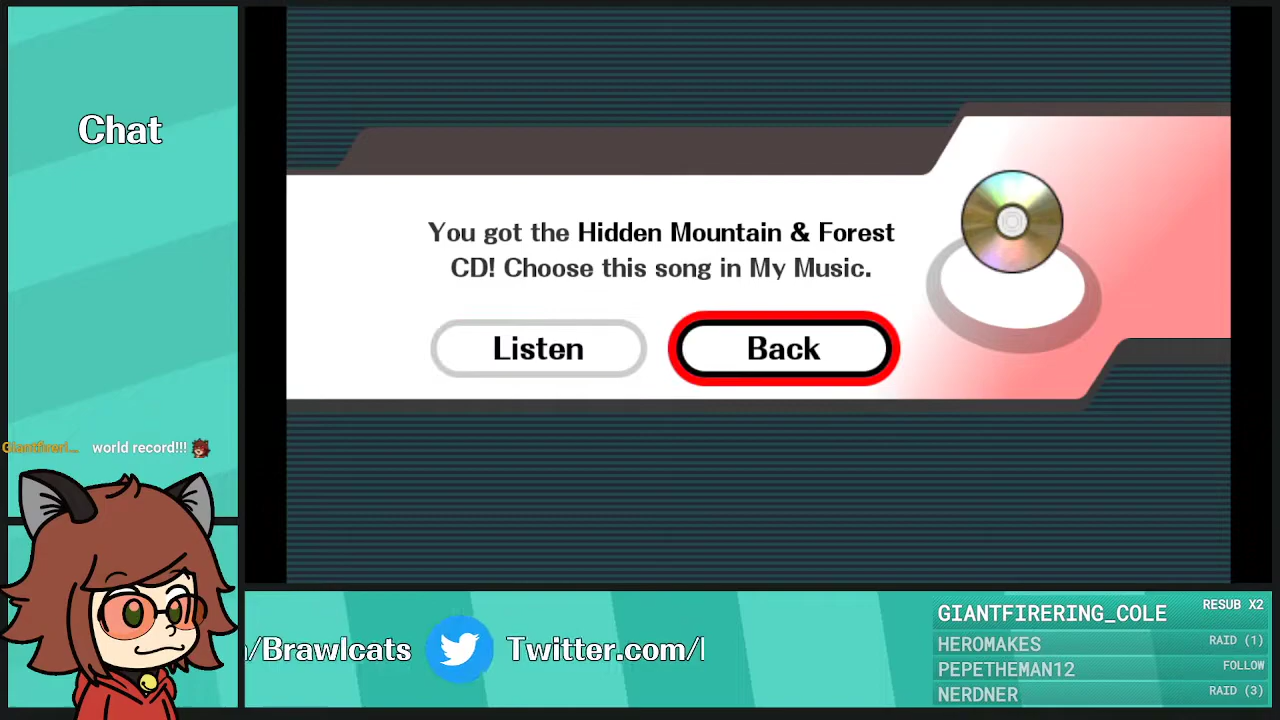 Chat
You got the Hidden Mountain & Forest
CD! Choose this song in My Music.
Listen
Back
Giantfireri... world record!!!
/Brawlcats
Twitter.com/
GIANTFIRERING_COLE RESUB X2
HEROMAKES RAID (1)
PEPETHEMAN12 FOLLOW
NERDNER RAID (3)